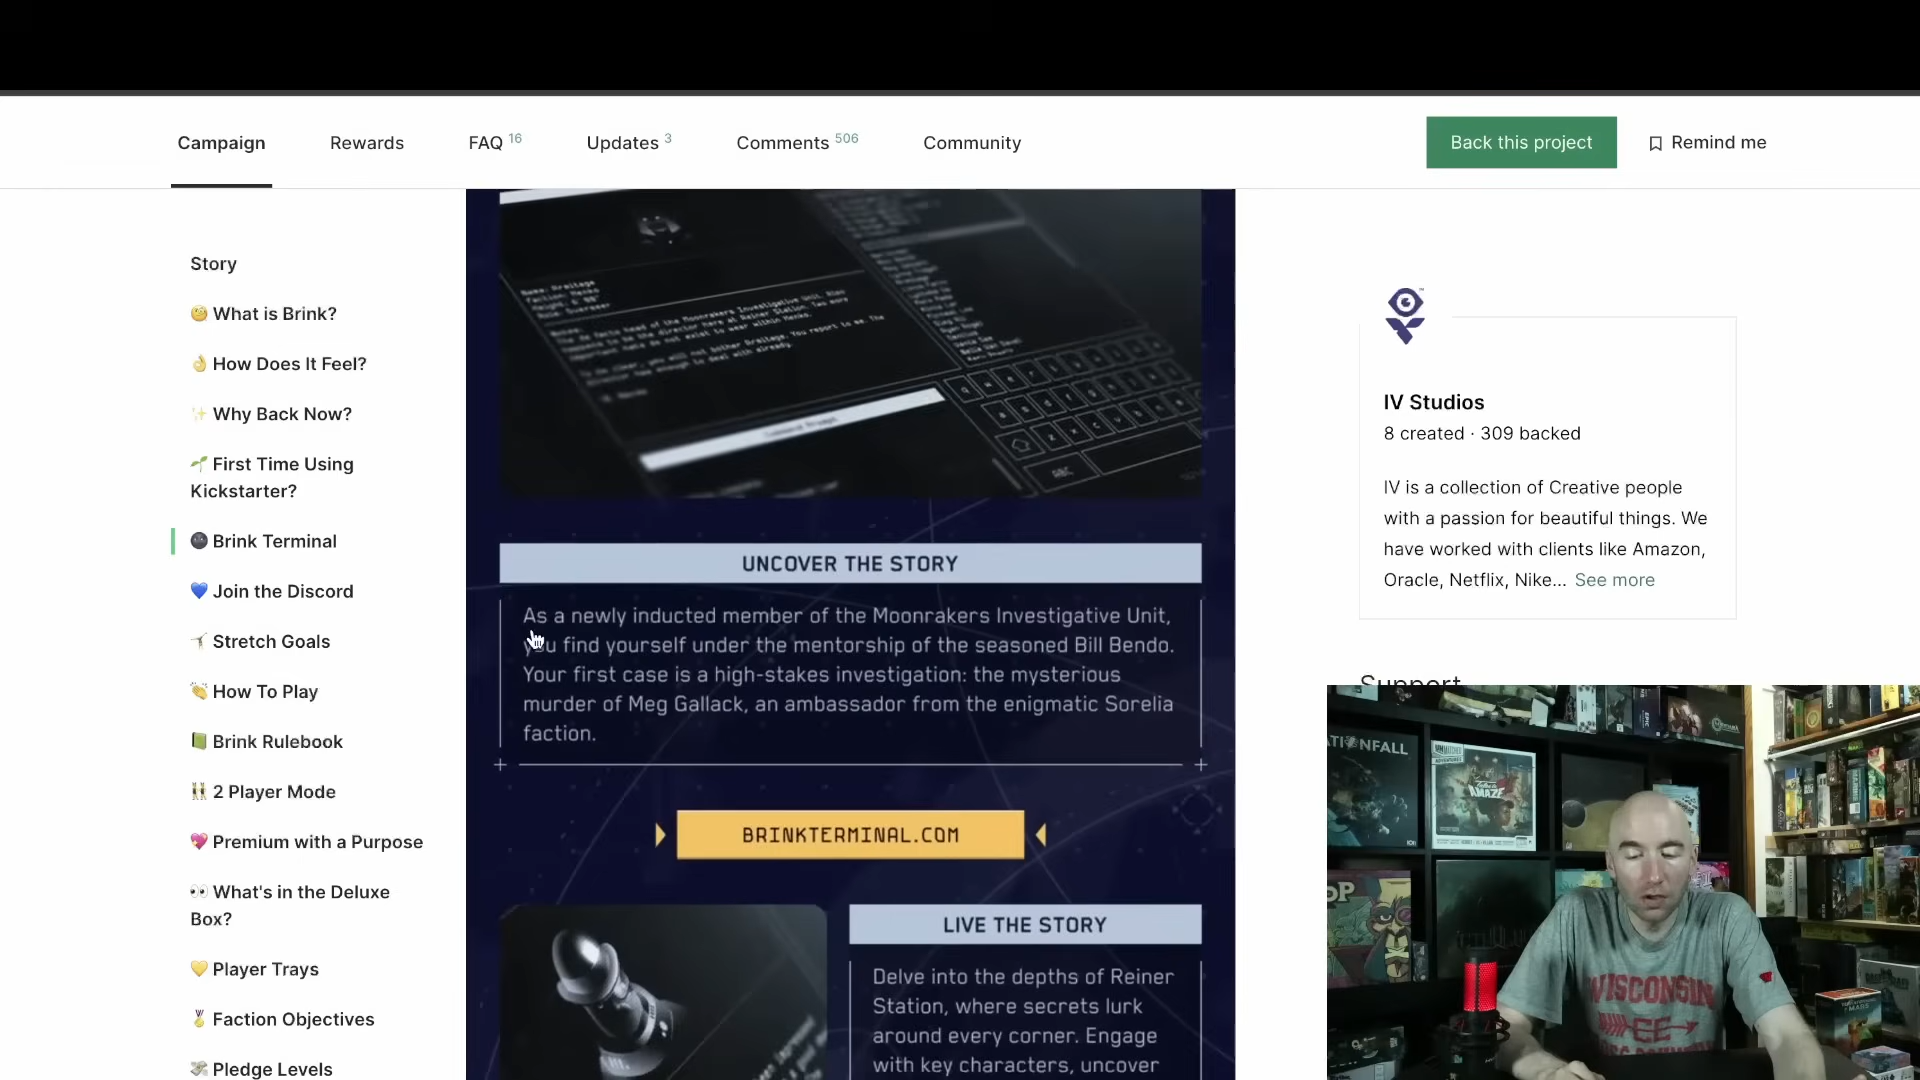 Campaign
Rewards
FAQ 16
Updates 3
Comments 506
Community
Back this project
Remind me
Story
What is Brink?
How Does It Feel?
Why Back Now?
First Time Using
Kickstarter?
Brink Terminal
Join the Discord
Stretch Goals
How To Play
Brink Rulebook
2 Player Mode
Premium with a Purpose
What's in the Deluxe
Box?
Player Trays
Faction Objectives
Pledge Levels
UNCOVER THE STORY
As a newly inducted member of the Moonrakers Investigative Unit,
you find yourself under the mentorship of the seasoned Bill Bendo.
Your first case is a high-stakes investigation: the mysterious
murder of Meg Gallack, an ambassador from the enigmatic Sorelia
faction.
BRINKTERMINAL.COM
LIVE THE STORY
Delve into the depths of Reiner
Station, where secrets lurk
around every corner. Engage
with key characters, uncover
IV Studios
8 created · 309 backed
IV is a collection of Creative people
with a passion for beautiful things. We
have worked with clients like Amazon,
Oracle, Netflix, Nike... See more
Support
WISCONSIN